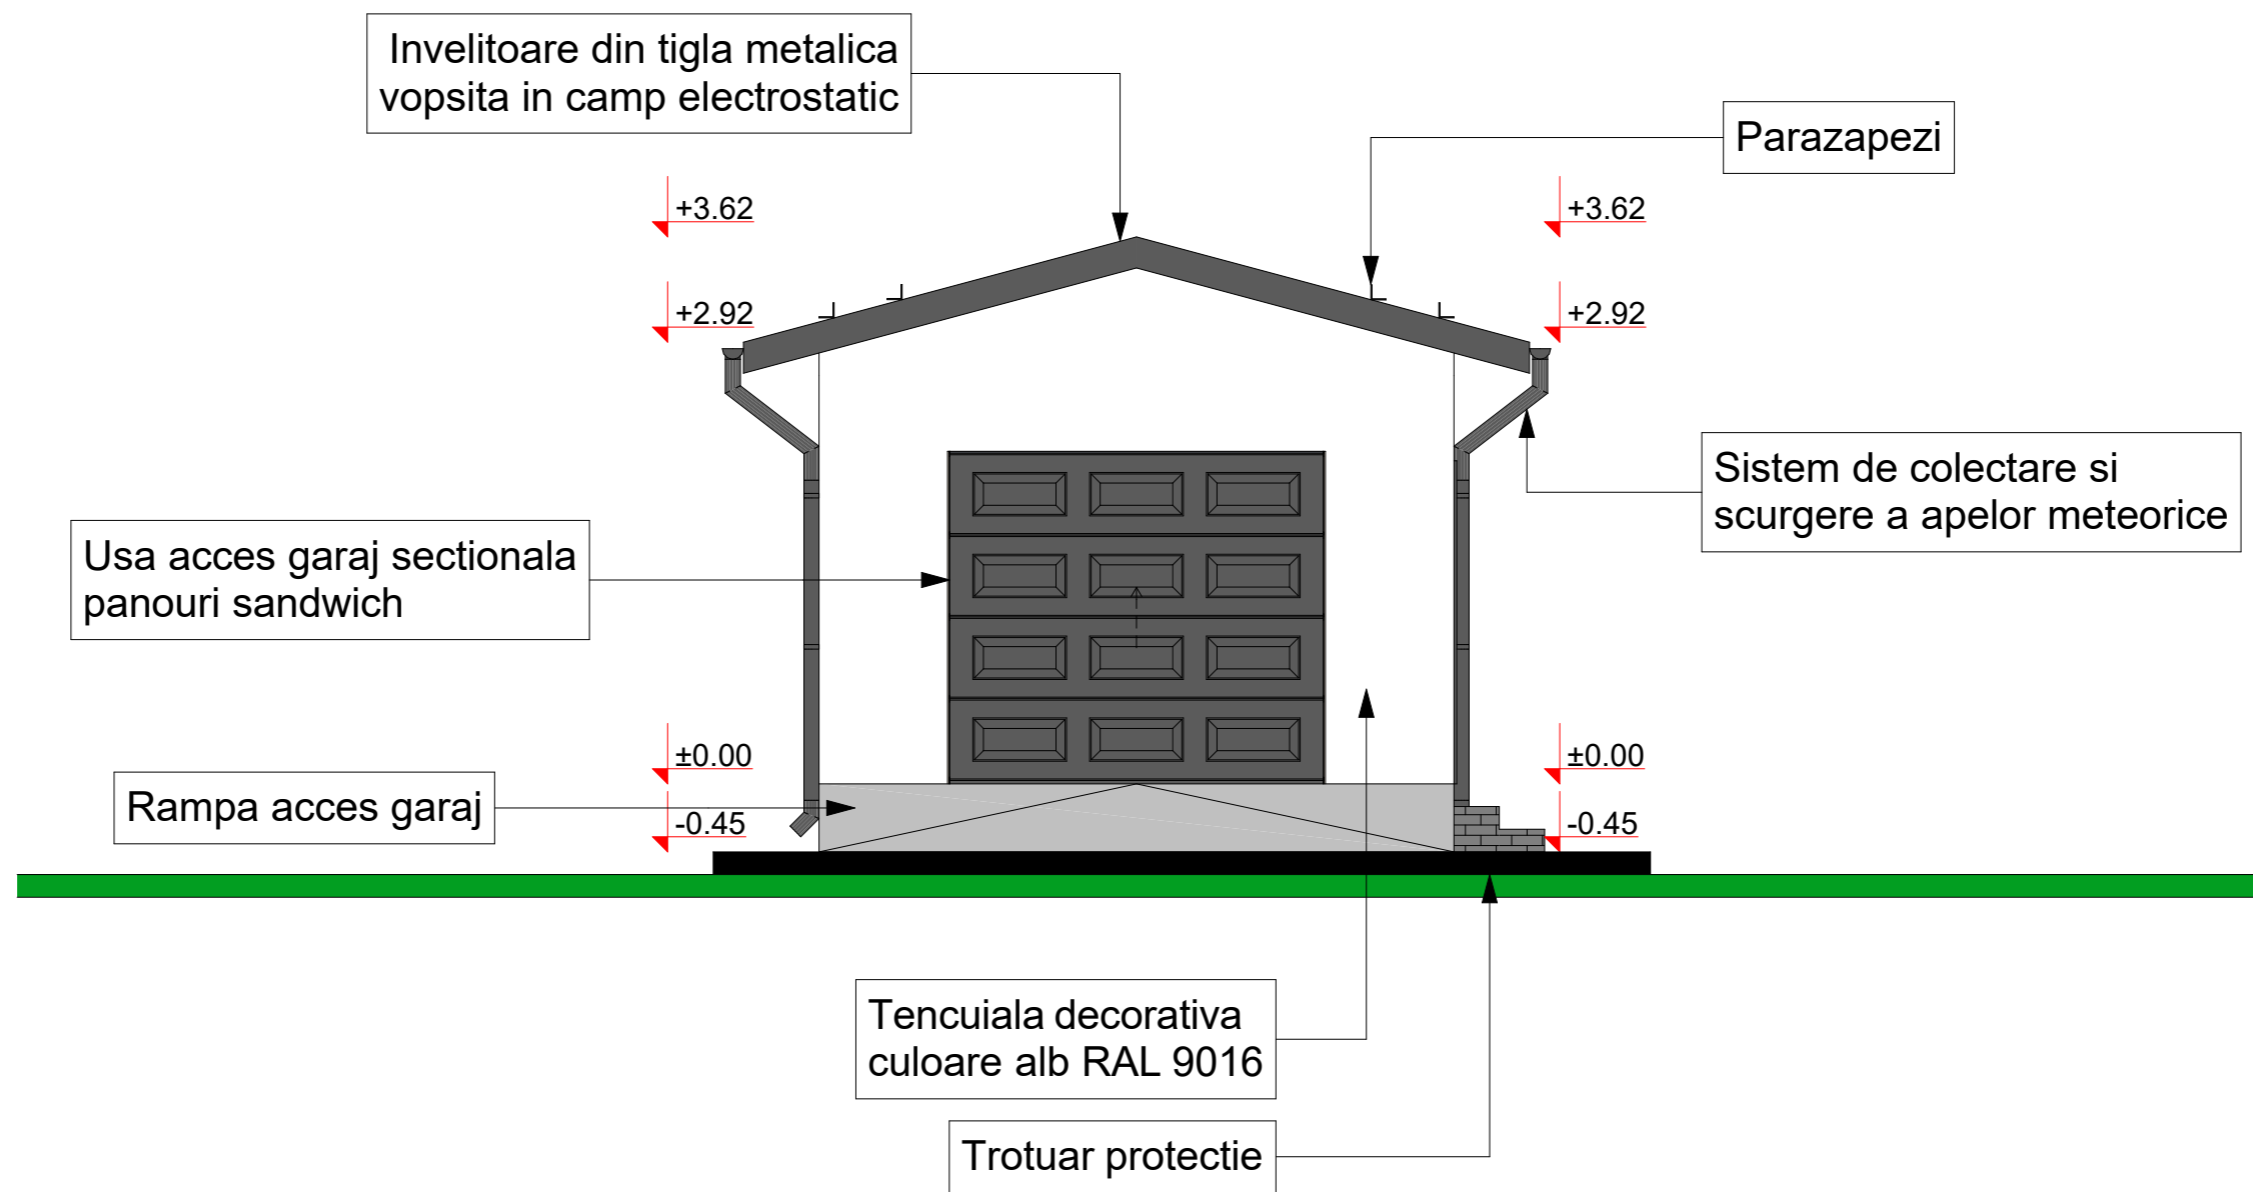 Invelitoare din tigla metalica
vopsita in camp electrostatic
Parazapezi
+3.62
+3.62
+2.92
+2.92
Sistem de colectare si
scurgere a apelor meteorice
Usa acces garaj sectionala
panouri sandwich
±0.00
±0.00
Rampa acces garaj
-0.45
-0.45
Tencuiala decorativa
culoare alb RAL 9016
Trotuar protectie